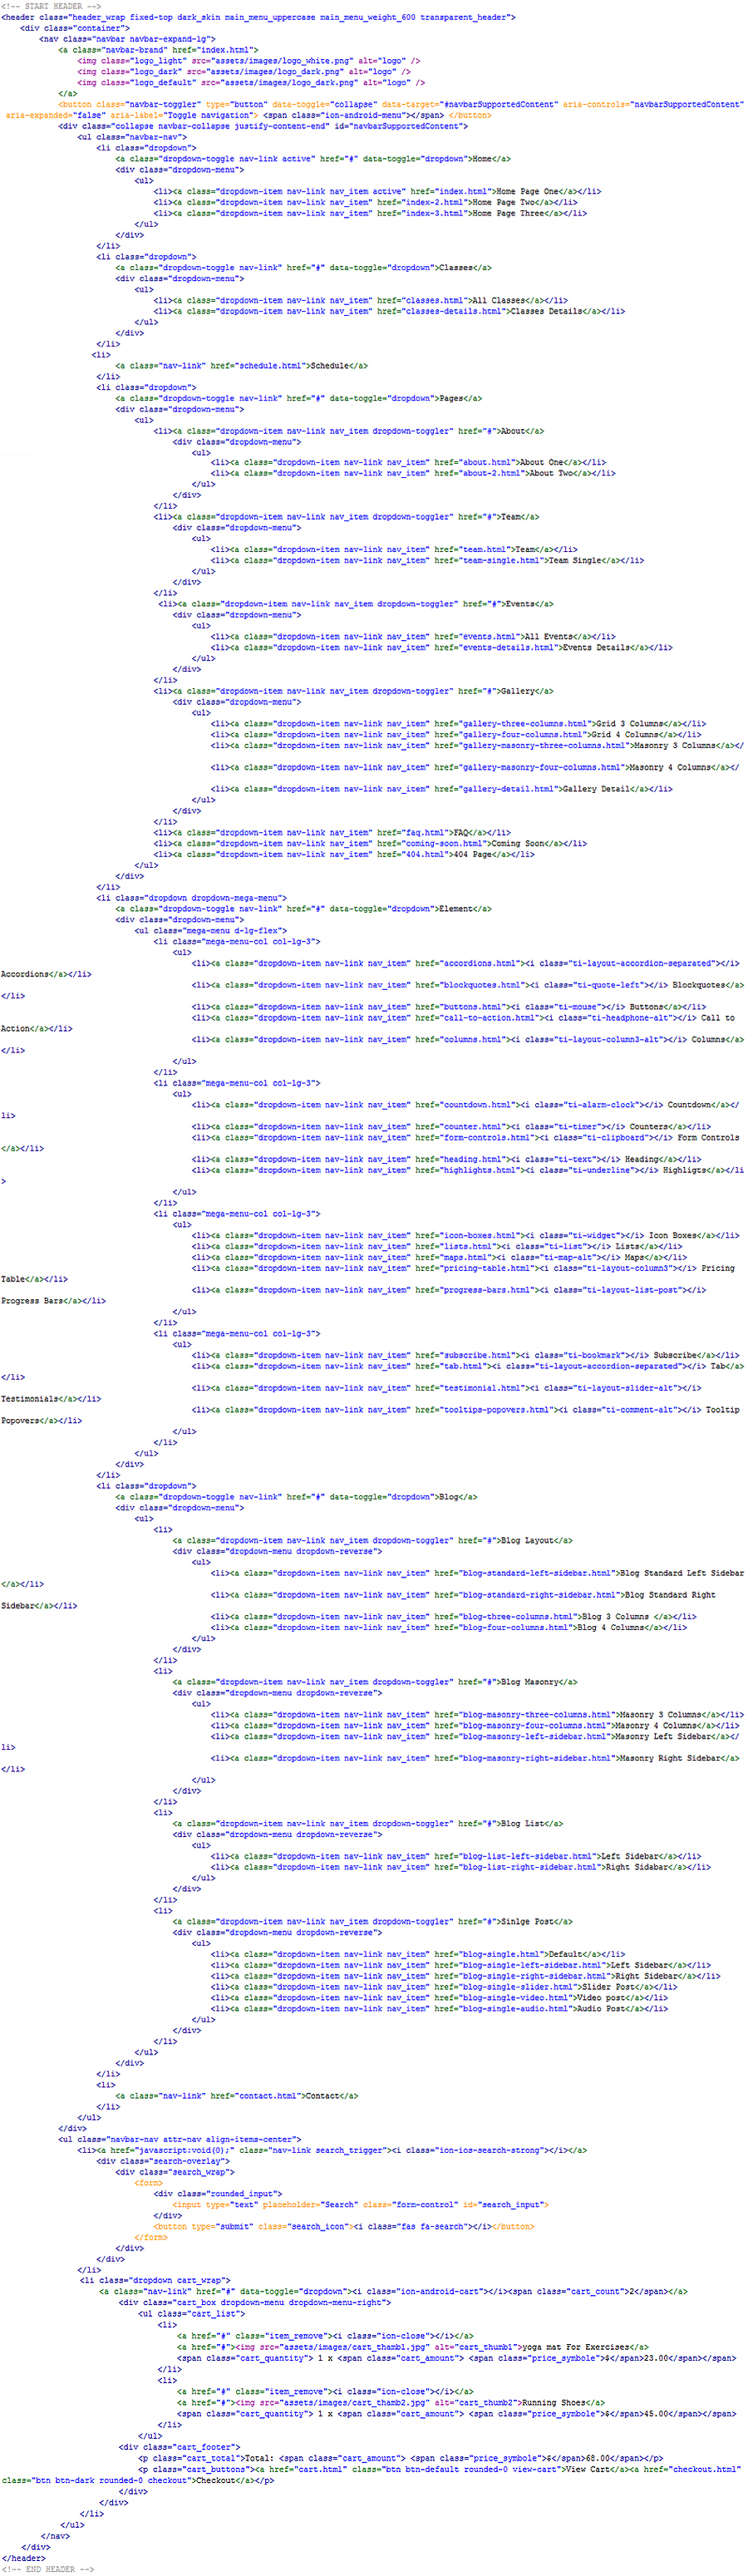 <!-- START HEADER -->
<header class="header_wrap fixed-top dark_skin main_menu_uppercase main_menu_weight_600 transparent_header">
<div class="container">
<nav class="navbar navbar-expand-lg">
<a class="navbar-brand" href="index.html">
<img class="logo_light" src="assets/images/logo_white.png" alt="logo" />
<img class="logo_dark" src="assets/images/logo_dark.png" alt="logo" />
<img class="logo_default" src="assets/images/logo_dark.png" alt="logo" />
</a>
<button class="navbar-toggler" type="button" data-toggle="collapse" data-target="#navbarSupportedContent" aria-controls="navbarSupportedContent"
aria-expanded="false" aria-label="Toggle navigation"> <span class="ion-android-menu"></span> </button>
<div class="collapse navbar-collapse justify-content-end" id="navbarSupportedContent">
<ul class="navbar-nav">
<li class="dropdown">
<a class="dropdown-toggle nav-link active" href="#" data-toggle="dropdown">Home</a>
<div class="dropdown-menu">
<ul>
<li><a class="dropdown-item nav-link nav_item active" href="index.html">Home Page One</a></li>
<li><a class="dropdown-item nav-link nav_item" href="index-2.html">Home Page Two</a></li>
<li><a class="dropdown-item nav-link nav_item" href="index-3.html">Home Page Three</a></li>
</ul>
</div>
</li>
<li class="dropdown">
<a class="dropdown-toggle nav-link" href="#" data-toggle="dropdown">Classes</a>
<div class="dropdown-menu">
<ul>
<li><a class="dropdown-item nav-link nav_item" href="classes.html">All Classes</a></li>
<li><a class="dropdown-item nav-link nav_item" href="classes-details.html">Classes Details</a></li>
</ul>
</div>
</li>
<li>
<a class="nav-link" href="schedule.html">Schedule</a>
</li>
<li class="dropdown">
<a class="dropdown-toggle nav-link" href="#" data-toggle="dropdown">Pages</a>
<div class="dropdown-menu">
<ul>
<li><a class="dropdown-item nav-link nav_item dropdown-toggler" href="#">About</a>
<div class="dropdown-menu">
<ul>
<li><a class="dropdown-item nav-link nav_item" href="about.html">About One</a></li>
<li><a class="dropdown-item nav-link nav_item" href="about-2.html">About Two</a></li>
</ul>
</div>
</li>
<li><a class="dropdown-item nav-link nav_item dropdown-toggler" href="#">Team</a>
<div class="dropdown-menu">
<ul>
<li><a class="dropdown-item nav-link nav_item" href="team.html">Team</a></li>
<li><a class="dropdown-item nav-link nav_item" href="team-single.html">Team Single</a></li>
</ul>
</div>
</li>
<li><a class="dropdown-item nav-link nav_item dropdown-toggler" href="#">Events</a>
<div class="dropdown-menu">
<ul>
<li><a class="dropdown-item nav-link nav_item" href="events.html">All Events</a></li>
<li><a class="dropdown-item nav-link nav_item" href="events-details.html">Events Details</a></li>
</ul>
</div>
</li>
<li><a class="dropdown-item nav-link nav_item dropdown-toggler" href="#">Gallery</a>
<div class="dropdown-menu">
<ul>
<li><a class="dropdown-item nav-link nav_item" href="gallery-three-columns.html">Grid 3 Columns</a></li>
<li><a class="dropdown-item nav-link nav_item" href="gallery-four-columns.html">Grid 4 Columns</a></li>
<li><a class="dropdown-item nav-link nav_item" href="gallery-masonry-three-columns.html">Masonry 3 Columns</a></
<li><a class="dropdown-item nav-link nav_item" href="gallery-masonry-four-columns.html">Masonry 4 Columns</a></
<li><a class="dropdown-item nav-link nav_item" href="gallery-detail.html">Gallery Detail</a></li>
</ul>
</div>
</li>
<li><a class="dropdown-item nav-link nav_item" href="faq.html">FAQ</a></li>
<li><a class="dropdown-item nav-link nav_item" href="coming-soon.html">Coming Soon</a></li>
<li><a class="dropdown-item nav-link nav_item" href="404.html">404 Page</a></li>
</ul>
</div>
</li>
<li class="dropdown dropdown-mega-menu">
<a class="dropdown-toggle nav-link" href="#" data-toggle="dropdown">Element</a>
<div class="dropdown-menu">
<ul class="mega-menu d-lg-flex">
<li class="mega-menu-col col-lg-3">
<ul>
<li><a class="dropdown-item nav-link nav_item" href="accordions.html"><i class="ti-layout-accordion-separated"></i>
Accordions</a></li>
<li><a class="dropdown-item nav-link nav_item" href="blockquotes.html"><i class="ti-quote-left"></i> Blockquotes</a>
</li>
<li><a class="dropdown-item nav-link nav_item" href="buttons.html"><i class="ti-mouse"></i> Buttons</a></li>
<li><a class="dropdown-item nav-link nav_item" href="call-to-action.html"><i class="ti-headphone-alt"></i> Call to
Action</a></li>
<li><a class="dropdown-item nav-link nav_item" href="columns.html"><i class="ti-layout-column3-alt"></i> Columns</a>
</li>
</ul>
</li>
<li class="mega-menu-col col-lg-3">
<ul>
<li><a class="dropdown-item nav-link nav_item" href="countdown.html"><i class="ti-alarm-clock"></i> Countdown</a></
li>
<li><a class="dropdown-item nav-link nav_item" href="counter.html"><i class="ti-timer"></i> Counters</a></li>
<li><a class="dropdown-item nav-link nav_item" href="form-controls.html"><i class="ti-clipboard"></i> Form Controls
</a></li>
<li><a class="dropdown-item nav-link nav_item" href="heading.html"><i class="ti-text"></i> Heading</a></li>
<li><a class="dropdown-item nav-link nav_item" href="highlights.html"><i class="ti-underline"></i> Highligts</a></li
>
</ul>
</li>
<li class="mega-menu-col col-lg-3">
<ul>
<li><a class="dropdown-item nav-link nav_item" href="icon-boxes.html"><i class="ti-widget"></i> Icon Boxes</a></li>
<li><a class="dropdown-item nav-link nav_item" href="lists.html"><i class="ti-list"></i> Lists</a></li>
<li><a class="dropdown-item nav-link nav_item" href="maps.html"><i class="ti-map-alt"></i> Maps</a></li>
<li><a class="dropdown-item nav-link nav_item" href="pricing-table.html"><i class="ti-layout-column3"></i> Pricing
Table</a></li>
<li><a class="dropdown-item nav-link nav_item" href="progress-bars.html"><i class="ti-layout-list-post"></i>
Progress Bars</a></li>
</ul>
</li>
<li class="mega-menu-col col-lg-3">
<ul>
<li><a class="dropdown-item nav-link nav_item" href="subscribe.html"><i class="ti-bookmark"></i> Subscribe</a></li>
<li><a class="dropdown-item nav-link nav_item" href="tab.html"><i class="ti-layout-accordion-separated"></i> Tab</a>
</li>
<li><a class="dropdown-item nav-link nav_item" href="testimonial.html"><i class="ti-layout-slider-alt"></i>
Testimonials</a></li>
<li><a class="dropdown-item nav-link nav_item" href="tooltips-popovers.html"><i class="ti-comment-alt"></i> Tooltip
Popovers</a></li>
</ul>
</li>
</ul>
</div>
</li>
<li class="dropdown">
<a class="dropdown-toggle nav-link" href="#" data-toggle="dropdown">Blog</a>
<div class="dropdown-menu">
<ul>
<li>
<a class="dropdown-item nav-link nav_item dropdown-toggler" href="#">Blog Layout</a>
<div class="dropdown-menu dropdown-reverse">
<ul>
<li><a class="dropdown-item nav-link nav_item" href="blog-standard-left-sidebar.html">Blog Standard Left Sidebar
</a></li>
<li><a class="dropdown-item nav-link nav_item" href="blog-standard-right-sidebar.html">Blog Standard Right
Sidebar</a></li>
<li><a class="dropdown-item nav-link nav_item" href="blog-three-columns.html">Blog 3 Columns </a></li>
<li><a class="dropdown-item nav-link nav_item" href="blog-four-columns.html">Blog 4 Columns</a></li>
</ul>
</div>
</li>
<li>
<a class="dropdown-item nav-link nav_item dropdown-toggler" href="#">Blog Masonry</a>
<div class="dropdown-menu dropdown-reverse">
<ul>
<li><a class="dropdown-item nav-link nav_item" href="blog-masonry-three-columns.html">Masonry 3 Columns</a></li>
<li><a class="dropdown-item nav-link nav_item" href="blog-masonry-four-columns.html">Masonry 4 Columns</a></li>
<li><a class="dropdown-item nav-link nav_item" href="blog-masonry-left-sidebar.html">Masonry Left Sidebar</a></
li>
<li><a class="dropdown-item nav-link nav_item" href="blog-masonry-right-sidebar.html">Masonry Right Sidebar</a>
</li>
</ul>
</div>
</li>
<li>
<a class="dropdown-item nav-link nav_item dropdown-toggler" href="#">Blog List</a>
<div class="dropdown-menu dropdown-reverse">
<ul>
<li><a class="dropdown-item nav-link nav_item" href="blog-list-left-sidebar.html">Left Sidebar</a></li>
<li><a class="dropdown-item nav-link nav_item" href="blog-list-right-sidebar.html">Right Sidabar</a></li>
</ul>
</div>
</li>
<li>
<a class="dropdown-item nav-link nav_item dropdown-toggler" href="#">Sinlge Post</a>
<div class="dropdown-menu dropdown-reverse">
<ul>
<li><a class="dropdown-item nav-link nav_item" href="blog-single.html">Default</a></li>
<li><a class="dropdown-item nav-link nav_item" href="blog-single-left-sidebar.html">Left Sidebar</a></li>
<li><a class="dropdown-item nav-link nav_item" href="blog-single-right-sidebar.html">Right Sidebar</a></li>
<li><a class="dropdown-item nav-link nav_item" href="blog-single-slider.html">Slider Post</a></li>
<li><a class="dropdown-item nav-link nav_item" href="blog-single-video.html">Video post</a></li>
<li><a class="dropdown-item nav-link nav_item" href="blog-single-audio.html">Audio Post</a></li>
</ul>
</div>
</li>
</ul>
</div>
</li>
<li>
<a class="nav-link" href="contact.html">Contact</a>
</li>
</ul>
</div>
<ul class="navbar-nav attr-nav align-items-center">
<li><a href="javascript:void(0);" class="nav-link search_trigger"><i class="ion-ios-search-strong"></i></a>
<div class="search-overlay">
<div class="search_wrap">
<form>
<div class="rounded_input">
<input type="text" placeholder="Search" class="form-control" id="search_input">
</div>
<button type="submit" class="search_icon"><i class="fas fa-search"></i></button>
</form>
</div>
</div>
</li>
<li class="dropdown cart_wrap">
<a class="nav-link" href="#" data-toggle="dropdown"><i class="ion-android-cart"></i><span class="cart_count">2</span></a>
<div class="cart_box dropdown-menu dropdown-menu-right">
<ul class="cart_list">
<li>
<a href="#" class="item_remove"><i class="ion-close"></i></a>
<a href="#"><img src="assets/images/cart_thamb1.jpg" alt="cart_thumb1">yoga mat For Exercises</a>
<span class="cart_quantity"> 1 x <span class="cart_amount"> <span class="price_symbole">$</span>23.00</span></span>
</li>
<li>
<a href="#" class="item_remove"><i class="ion-close"></i></a>
<a href="#"><img src="assets/images/cart_thamb2.jpg" alt="cart_thumb2">Running Shoes</a>
<span class="cart_quantity"> 1 x <span class="cart_amount"> <span class="price_symbole">$</span>45.00</span></span>
</li>
</ul>
<div class="cart_footer">
<p class="cart_total">Total: <span class="cart_amount"> <span class="price_symbole">$</span>68.00</span></p>
<p class="cart_buttons"><a href="cart.html" class="btn btn-default rounded-0 view-cart">View Cart</a><a href="checkout.html"
class="btn btn-dark rounded-0 checkout">Checkout</a></p>
</div>
</div>
</li>
</ul>
</nav>
</div>
</header>
<!-- END HEADER -->